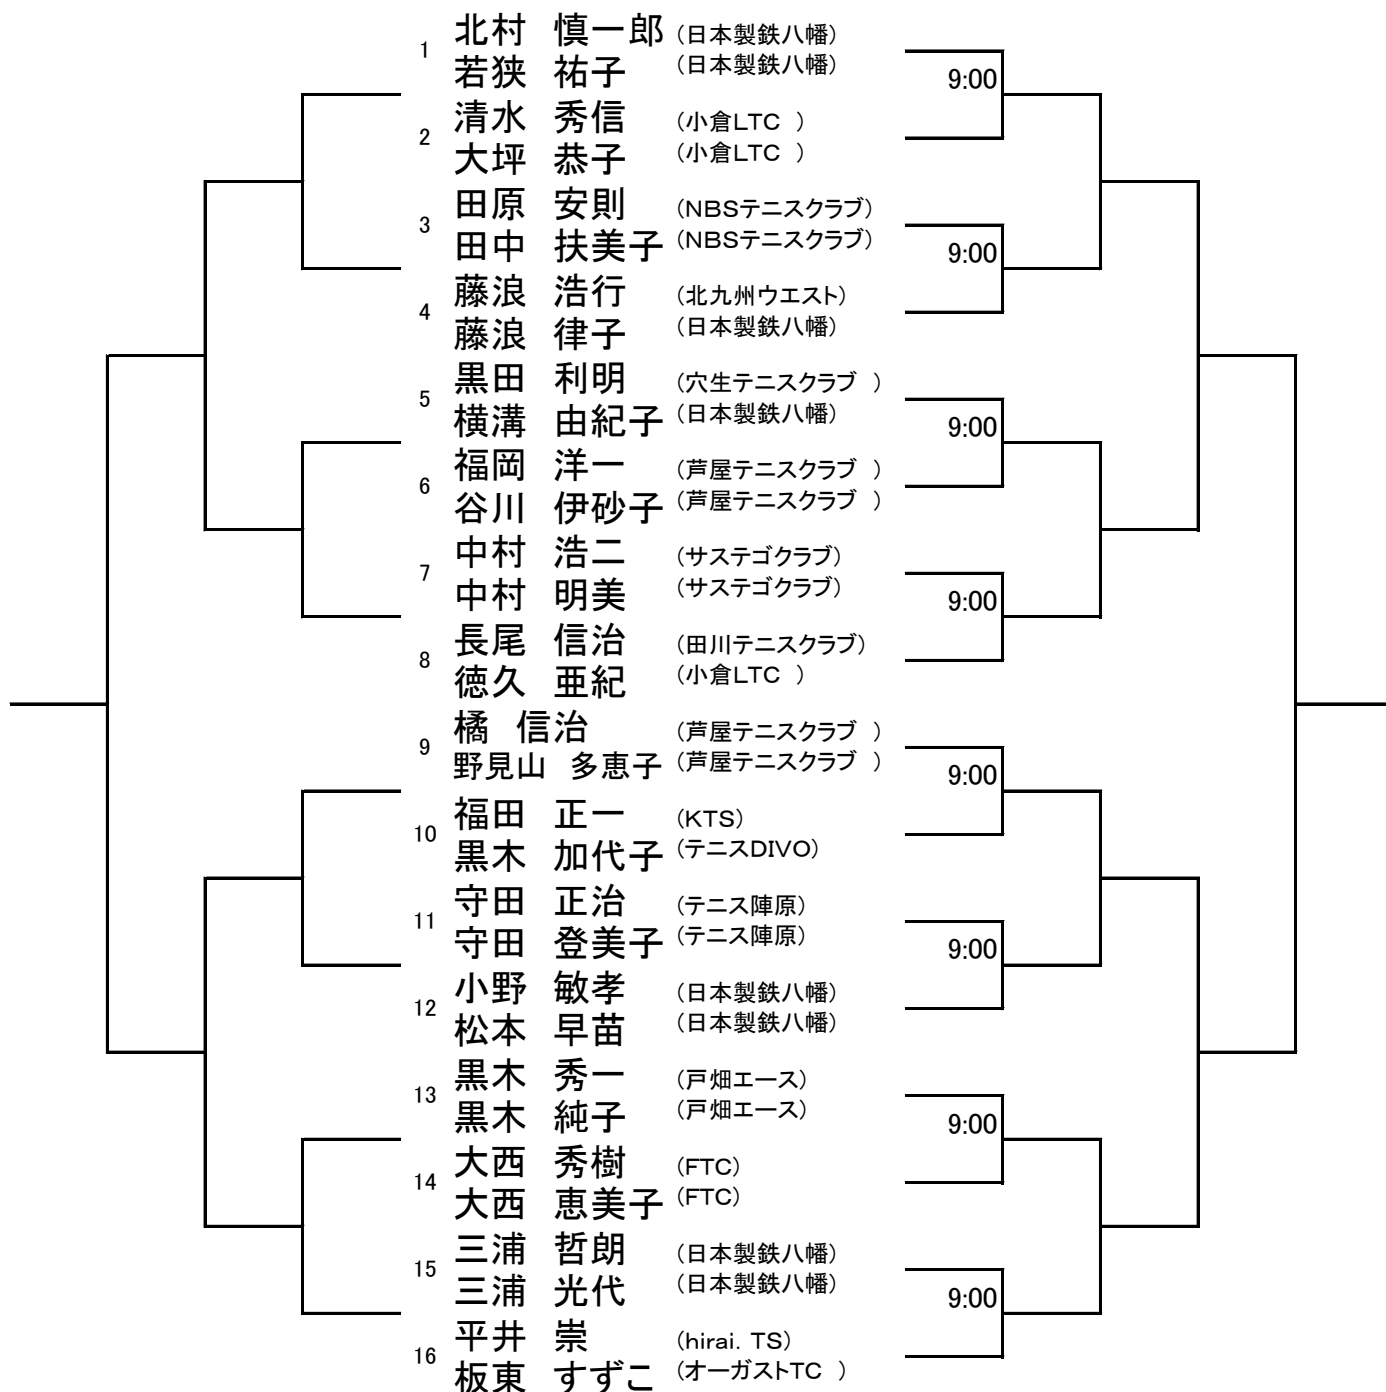 北村　慎一郎 (日本製鉄八幡)
1
若狭　祐子 (日本製鉄八幡)
9:00
清水　秀信 (小倉LTC　)
2
大坪　恭子 (小倉LTC　)
田原　安則 (NBSテニスクラブ)
3
田中　扶美子 (NBSテニスクラブ)
9:00
藤浪　浩行 (北九州ウエスト)
4
藤浪　律子 (日本製鉄八幡)
黒田　利明 (穴生テニスクラブ　)
5
横溝　由紀子 (日本製鉄八幡)
9:00
福岡　洋一 (芦屋テニスクラブ　)
6
谷川　伊砂子 (芦屋テニスクラブ　)
中村　浩二 (サステゴクラブ)
7
中村　明美 (サステゴクラブ)
9:00
長尾　信治 (田川テニスクラブ)
8
徳久　亜紀 (小倉LTC　)
橘　信治 (芦屋テニスクラブ　)
9
野見山　多恵子 (芦屋テニスクラブ　)
9:00
福田　正一 (KTS)
10
黒木　加代子 (テニスDIVO)
守田　正治 (テニス陣原)
11
守田　登美子 (テニス陣原)
9:00
小野　敏孝 (日本製鉄八幡)
12
松本　早苗 (日本製鉄八幡)
黒木　秀一 (戸畑エース)
13
黒木　純子 (戸畑エース)
9:00
大西　秀樹 (FTC)
14
大西　恵美子 (FTC)
三浦　哲朗 (日本製鉄八幡)
15
三浦　光代 (日本製鉄八幡)
9:00
平井　崇 (hirai．TS)
16
板東　すずこ (オーガストTC　)